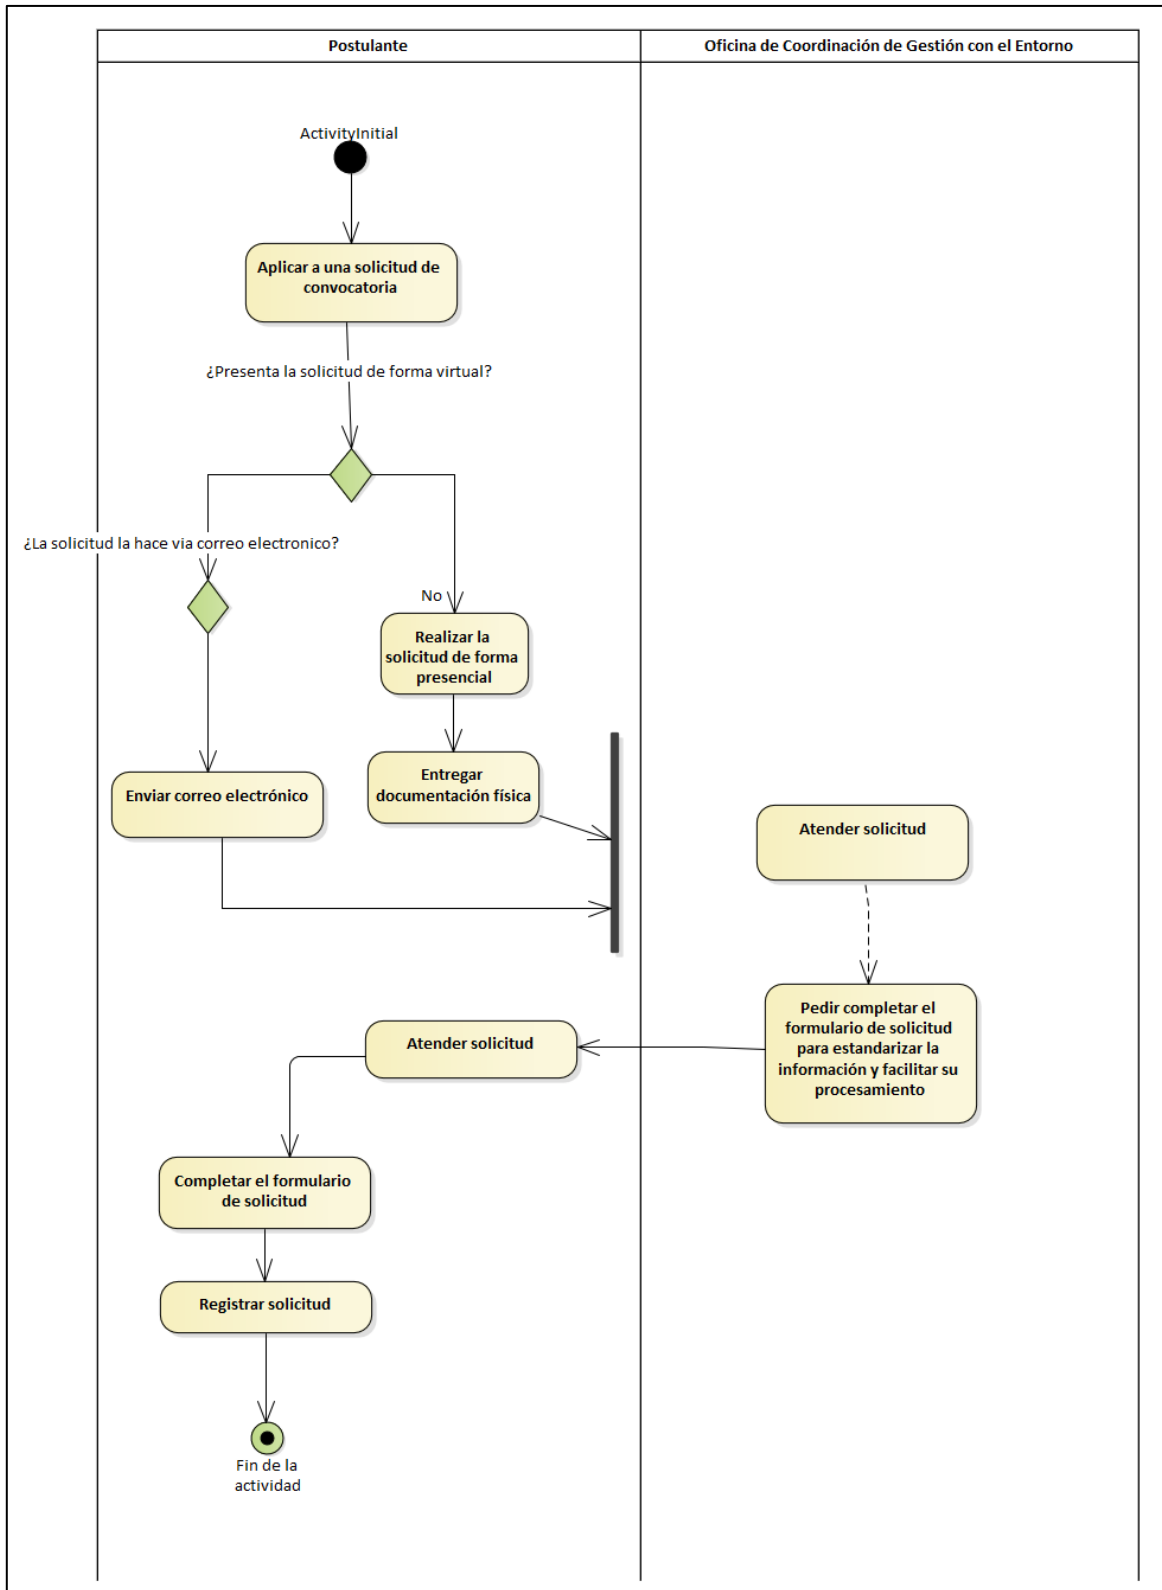 Postulante
Oficina de Coordinación de Gestión con el Entorno
ActivityInitial
Aplicar a una solicitud de
convocatoria
¿Presenta la solicitud de forma virtual?
¿La solicitud la hace via correo electronico?
No
Realizar la
solicitud de forma
presencial
Entregar
documentación física
Enviar correo electrónico
Atender solicitud
Pedir completar el
formulario de solicitud
para estandarizar la
información y facilitar su
procesamiento
Atender solicitud
Completar el formulario
de solicitud
Registrar solicitud
Fin de la
actividad